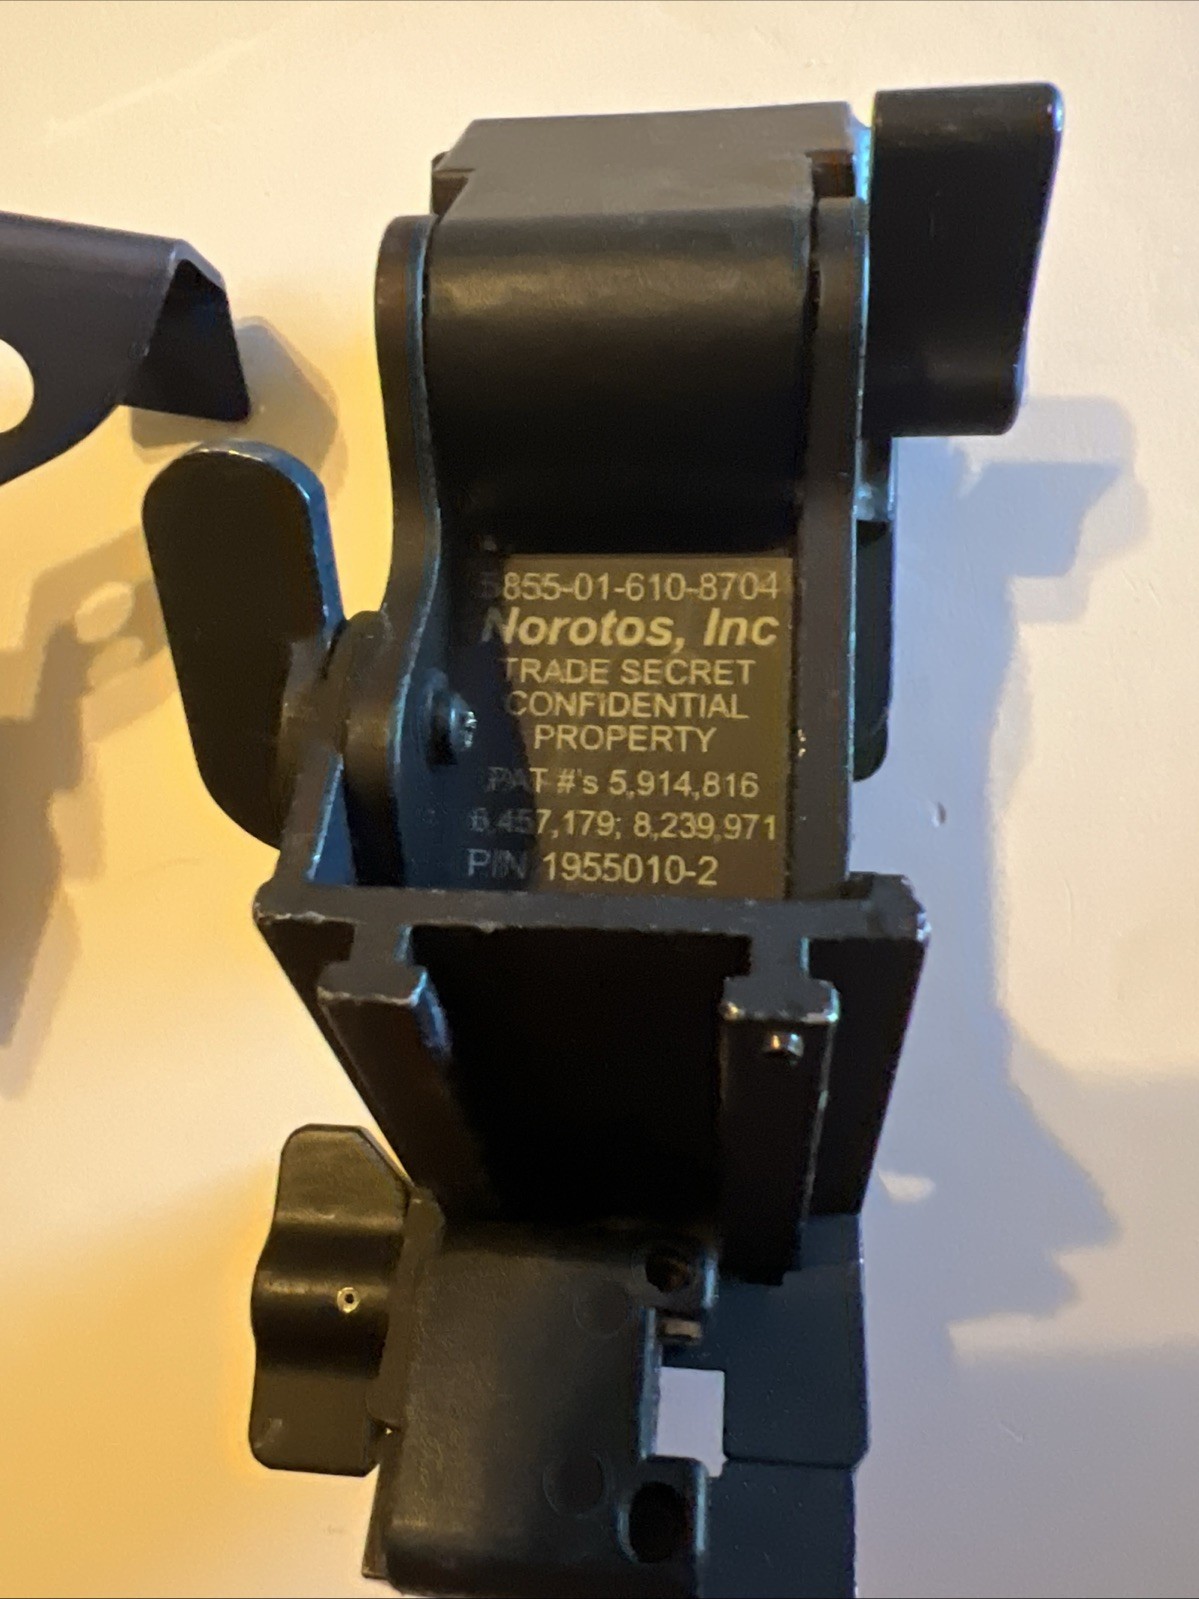 5855-01-610-8704
Norotos, Inc
TRADE SECRET
CONFIDENTIAL
PROPERTY
PAT #'s 5,914,816
6,457,179; 8,239,971
P/N 1955010-2